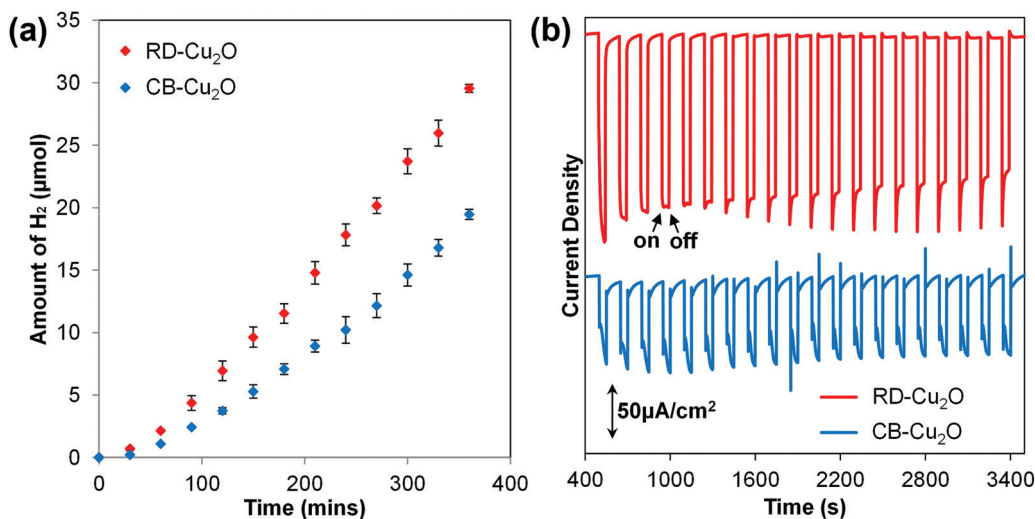 (a)
35
30
25
20
15
10
5
0
Amount of H₂ (µmol)
RD-Cu₂O
CB-Cu₂O
0 100 200 300 400
Time (mins)
(b)
Current Density
on off
50µA/cm²
RD-Cu₂O
CB-Cu₂O
400 1000 1600 2200 2800 3400
Time (s)